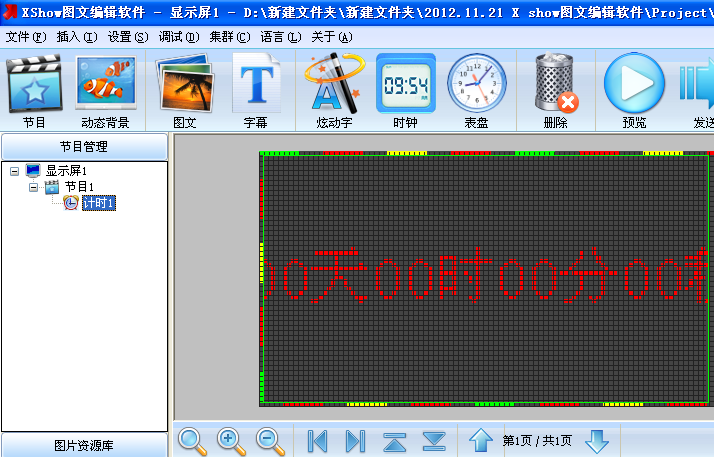 XShow图文编辑软件 - 显示屏1 - D:\新建文件夹\新建文件夹\2012.11.21 X show图文编辑软件\Project\
文件(F) 插入(I) 设置(S) 调试(D) 集群(C) 语言(L) 关于(A)
T A 09:54
节目 动态背景 图文 字幕 炫动字 时钟 表盘 删除 预览 发送
节目管理
显示屏1
节目1
计时1
00天00时00分00秒
图片资源库
第1页 / 共1页